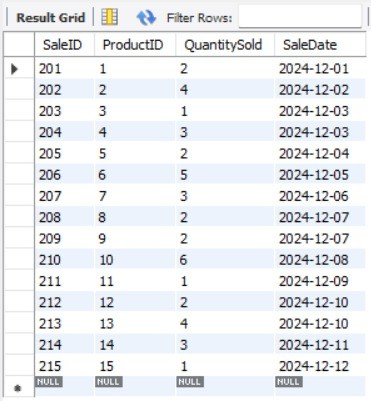 Result Grid Filter Rows:
SaleID ProductID QuantitySold SaleDate
201 1 2 2024-12-01
202 2 4 2024-12-02
203 3 1 2024-12-03
204 4 3 2024-12-03
205 5 2 2024-12-04
206 6 5 2024-12-05
207 7 3 2024-12-06
208 8 2 2024-12-07
209 9 2 2024-12-07
210 10 6 2024-12-08
211 11 1 2024-12-09
212 12 2 2024-12-10
213 13 4 2024-12-10
214 14 3 2024-12-11
215 15 1 2024-12-12
NULL NULL NULL NULL